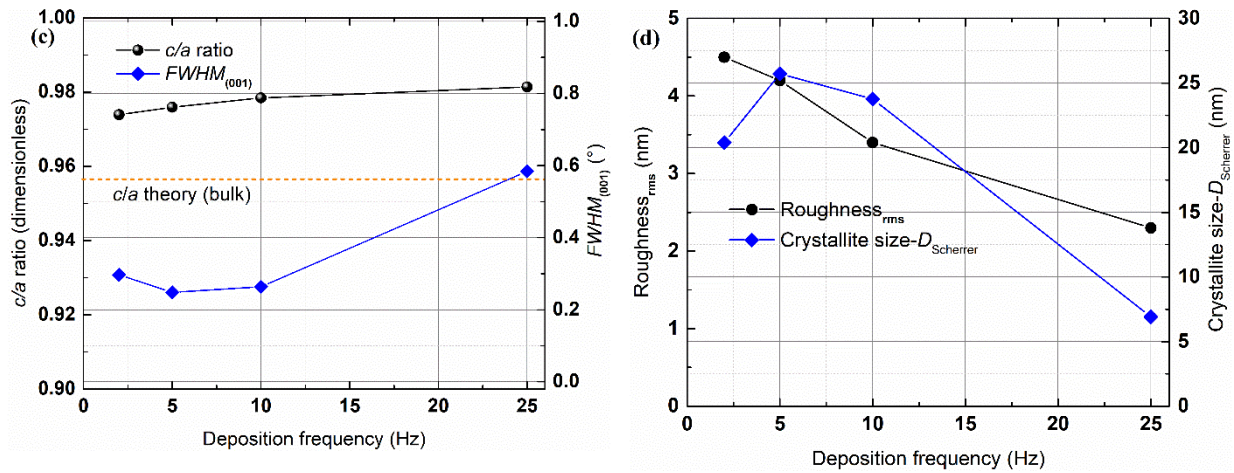 (c)
c/a ratio
FWHM(001)
c/a theory (bulk)
1.00
0.98
0.96
0.94
0.92
0.90
c/a ratio (dimensionless)
1.0
0.8
0.6
0.4
0.2
0.0
FWHM(001) (°)
0 5 10 15 20 25
Deposition frequency (Hz)
(d)
Roughnessrms
Crystallite size-DScherrer
5
4
3
2
1
0
Roughnessrms (nm)
30
25
20
15
10
5
0
Crystallite size-DScherrer (nm)
0 5 10 15 20 25
Deposition frequency (Hz)